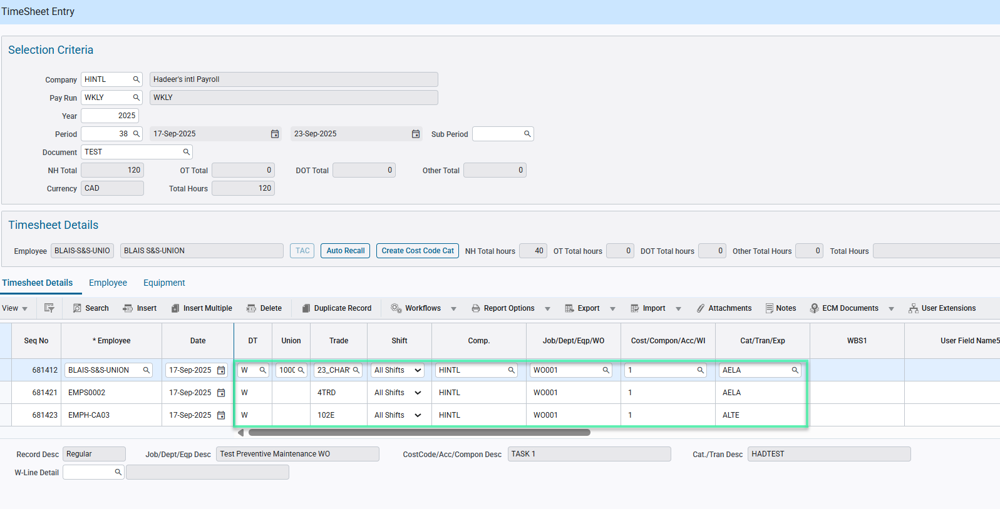 TimeSheet Entry
Selection Criteria
Company HINTL Hadeer's intl Payroll
Pay Run WKLY WKLY
Year 2025
Period 38 17-Sep-2025 23-Sep-2025 Sub Period
Document TEST
NH Total 120 OT Total 0 DOT Total 0 Other Total 0
Currency CAD Total Hours 120
Timesheet Details
Employee BLAIS-S&S-UNIO BLAIS S&S-UNION TAC Auto Recall Create Cost Code Cat NH Total hours 40 OT Total hours 0 DOT Total hours 0 Other Total Hours 0 Total Hours
Timesheet Details Employee Equipment
View Search Insert Insert Multiple Delete Duplicate Record Workflows Report Options Export Import Attachments Notes ECM Documents User Extensions
Seq No * Employee Date DT Union Trade Shift Comp. Job/Dept/Eqp/WO Cost/Compon/Acc/WI Cat/Tran/Exp WBS1 User Field Name5
681412 BLAIS-S&S-UNION 17-Sep-2025 W 1000 23_CHAR All Shifts HINTL WO001 1 AELA
681421 EMPS0002 17-Sep-2025 W 4TRD All Shifts HINTL WO001 1 AELA
681423 EMPH-CA03 17-Sep-2025 W 102E All Shifts HINTL WO001 1 ALTE
Record Desc Regular Job/Dept/Eqp Desc Test Preventive Maintenance WO CostCode/Acc/Compon Desc TASK 1 Cat./Tran Desc HADTEST
W-Line Detail